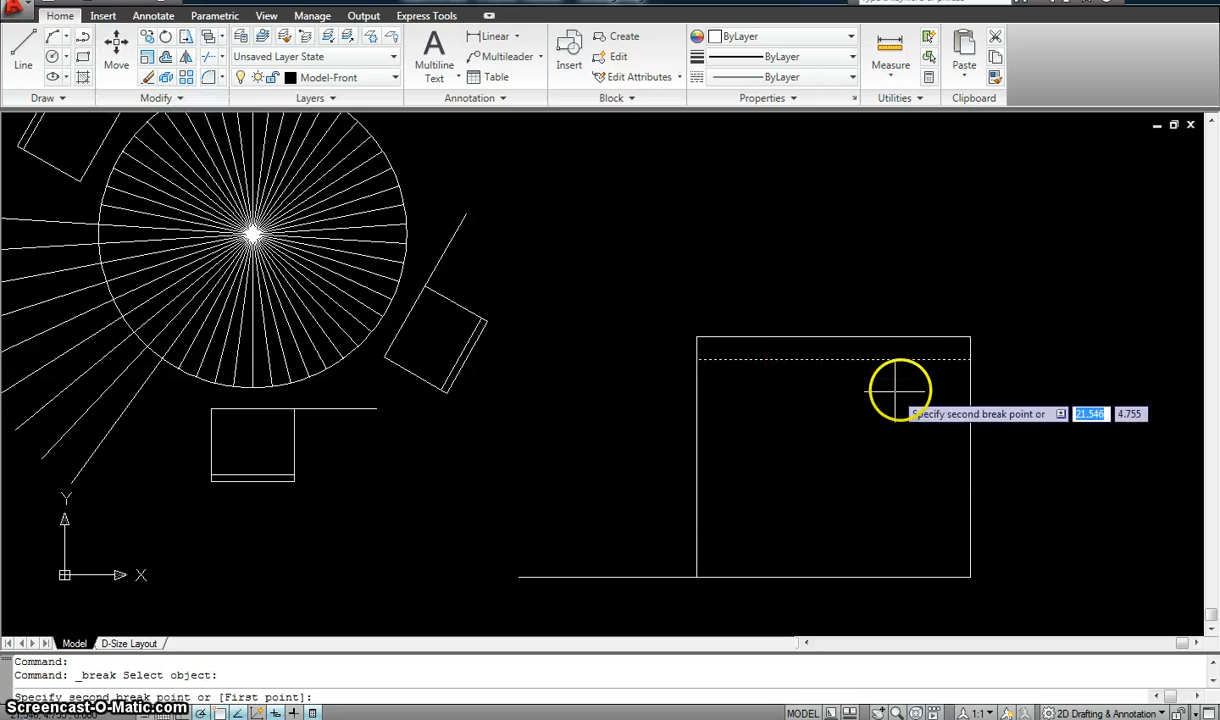 Home Insert Annotate Parametric View Manage Output Express Tools
Line
Move
Unsaved Layer State
Model-Front
Multiline
Text
Linear
Multileader
Table
Insert
Create
Edit
Edit Attributes
ByLayer
ByLayer
ByLayer
Measure
Paste
Draw Modify Layers Annotation Block Properties Utilities Clipboard
Specify second break point or 21.546 4.755
Y
X
Model D-Size Layout
Command:
Command: _break Select object:
Specify second break point or [First point]:
Screencast-O-Matic.com
MODEL 1:1 2D Drafting & Annotation